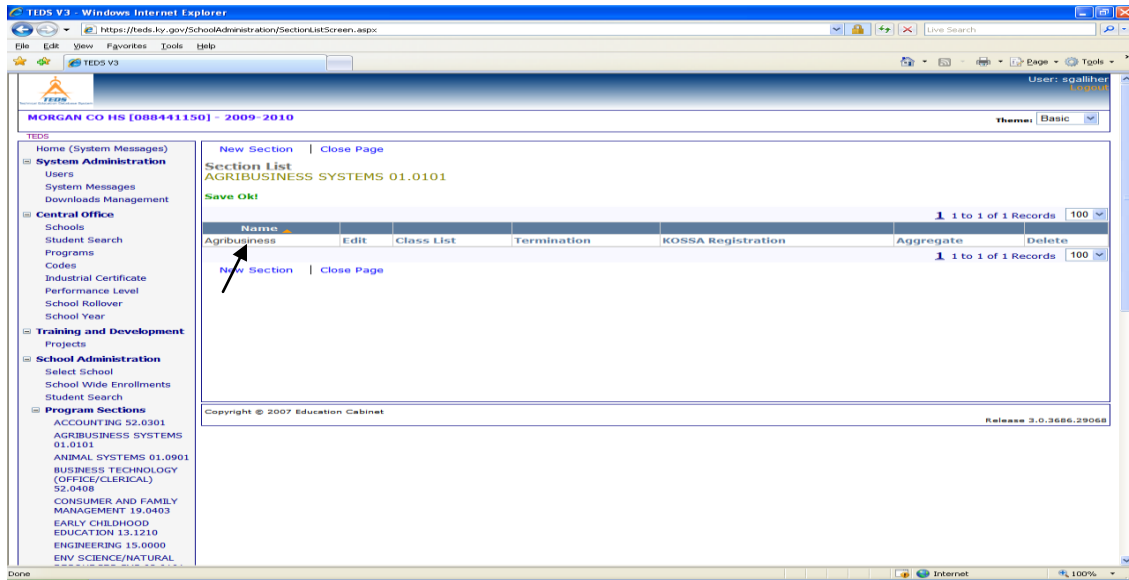 TEDS V3 - Windows Internet Explorer
https://teds.ky.gov/SchoolAdministration/SectionListScreen.aspx
Live Search
File Edit View Favorites Tools Help
TEDS V3
Page Tools
User: sgalliher
Logout
TEDS
MORGAN CO HS [088441150] - 2009-2010
Theme: Basic
TEDS
Home (System Messages)
System Administration
Users
System Messages
Downloads Management
Central Office
Schools
Student Search
Programs
Codes
Industrial Certificate
Performance Level
School Rollover
School Year
Training and Development
Projects
School Administration
Select School
School Wide Enrollments
Student Search
Program Sections
ACCOUNTING 52.0301
AGRIBUSINESS SYSTEMS
01.0101
ANIMAL SYSTEMS 01.0901
BUSINESS TECHNOLOGY
(OFFICE/CLERICAL)
52.0408
CONSUMER AND FAMILY
MANAGEMENT 19.0403
EARLY CHILDHOOD
EDUCATION 13.1210
ENGINEERING 15.0000
ENV SCIENCE/NATURAL
New Section | Close Page
Section List
AGRIBUSINESS SYSTEMS 01.0101
Save Ok!
1 1 to 1 of 1 Records 100
Name
Agribusiness Edit Class List Termination KOSSA Registration Aggregate Delete
1 1 to 1 of 1 Records 100
New Section | Close Page
Copyright © 2007 Education Cabinet
Release 3.0.3686.29068
Done
Internet
100%